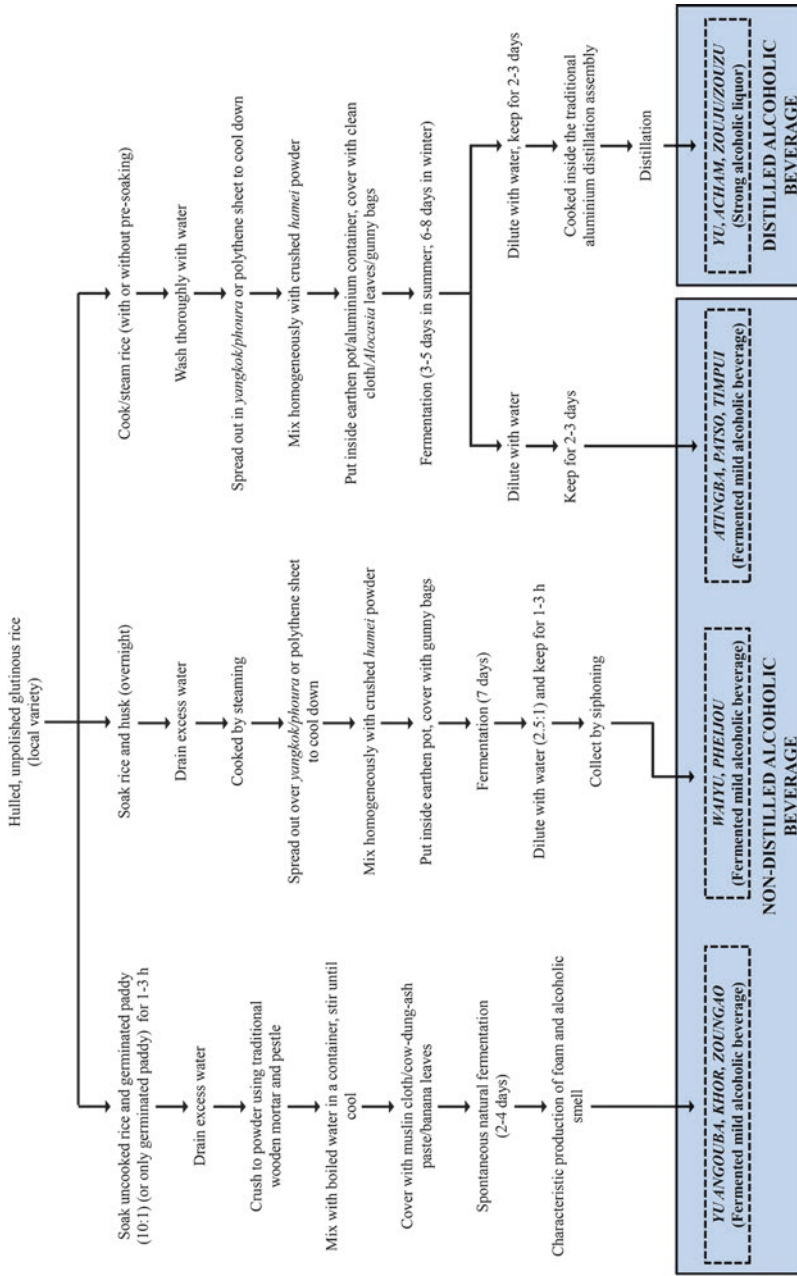 Hulled, unpolished glutinous rice
(local variety)
Soak uncooked rice and germinated paddy
(10:1) (or only germinated paddy) for 1-3 h
Drain excess water
Crush to powder using traditional
wooden mortar and pestle
Mix with boiled water in a container, stir until
cool
Cover with muslin cloth/cow-dung-ash
paste/banana leaves
Spontaneous natural fermentation
(2-4 days)
Characteristic production of foam and alcoholic
smell
YU ANGOUBA, KHOR, ZOUNGAO
(Fermented mild alcoholic beverage)
Soak rice and husk (overnight)
Drain excess water
Cooked by steaming
Spread out over yangkok/phoura or polythene sheet
to cool down
Mix homogeneously with crushed hamei powder
Put inside earthen pot, cover with gunny bags
Fermentation (7 days)
Dilute with water (2.5:1) and keep for 1-3 h
Collect by siphoning
WAIYU, PHEIJOU
(Fermented mild alcoholic beverage)
Cook/steam rice (with or without pre-soaking)
Wash thoroughly with water
Spread out in yangkok/phoura or polythene sheet to cool down
Mix homogeneously with crushed hamei powder
Put inside earthen pot/aluminium container, cover with clean
cloth/Alocasia leaves/gunny bags
Fermentation (3-5 days in summer; 6-8 days in winter)
Dilute with water
Keep for 2-3 days
ATINGBA, PATSO, TIMPUI
(Fermented mild alcoholic beverage)
Dilute with water, keep for 2-3 days
Cooked inside the traditional
aluminium distillation assembly
Distillation
YU, ACHAM, ZOUJU/ZOUZU
(Strong alcoholic liquor)
NON-DISTILLED ALCOHOLIC
BEVERAGE
DISTILLED ALCOHOLIC
BEVERAGE